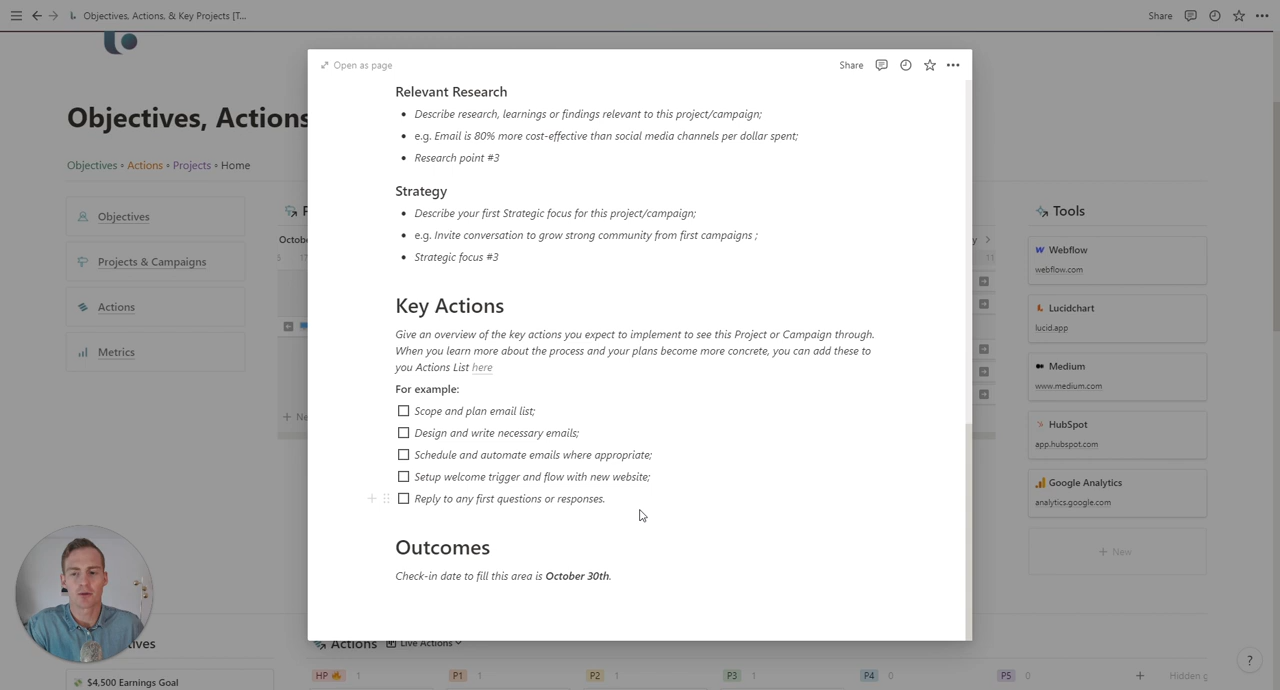 Objectives, Actions, & Key Projects [T...
Share
Open as page
Share
Objectives, Actions
Objectives • Actions • Projects • Home
Objectives
Projects & Campaigns
Actions
Metrics
Octobe
5
17
Ne
Relevant Research
• Describe research, learnings or findings relevant to this project/campaign;
• e.g. Email is 80% more cost-effective than social media channels per dollar spent;
• Research point #3
Strategy
• Describe your first Strategic focus for this project/campaign;
• e.g. Invite conversation to grow strong community from first campaigns ;
• Strategic focus #3
Key Actions
Give an overview of the key actions you expect to implement to see this Project or Campaign through.
When you learn more about the process and your plans become more concrete, you can add these to
you Actions List here
For example:
Scope and plan email list;
Design and write necessary emails;
Schedule and automate emails where appropriate;
Setup welcome trigger and flow with new website;
Reply to any first questions or responses.
Outcomes
Check-in date to fill this area is October 30th.
y
11
Tools
Webflow
webflow.com
Lucidchart
lucid.app
Medium
www.medium.com
HubSpot
app.hubspot.com
Google Analytics
analytics.google.com
+ New
?
tives
Actions
Live Actions
$4,500 Earnings Goal
HP 1
P1 1
P2 1
P3 1
P4 0
P5 0
+
Hidden g